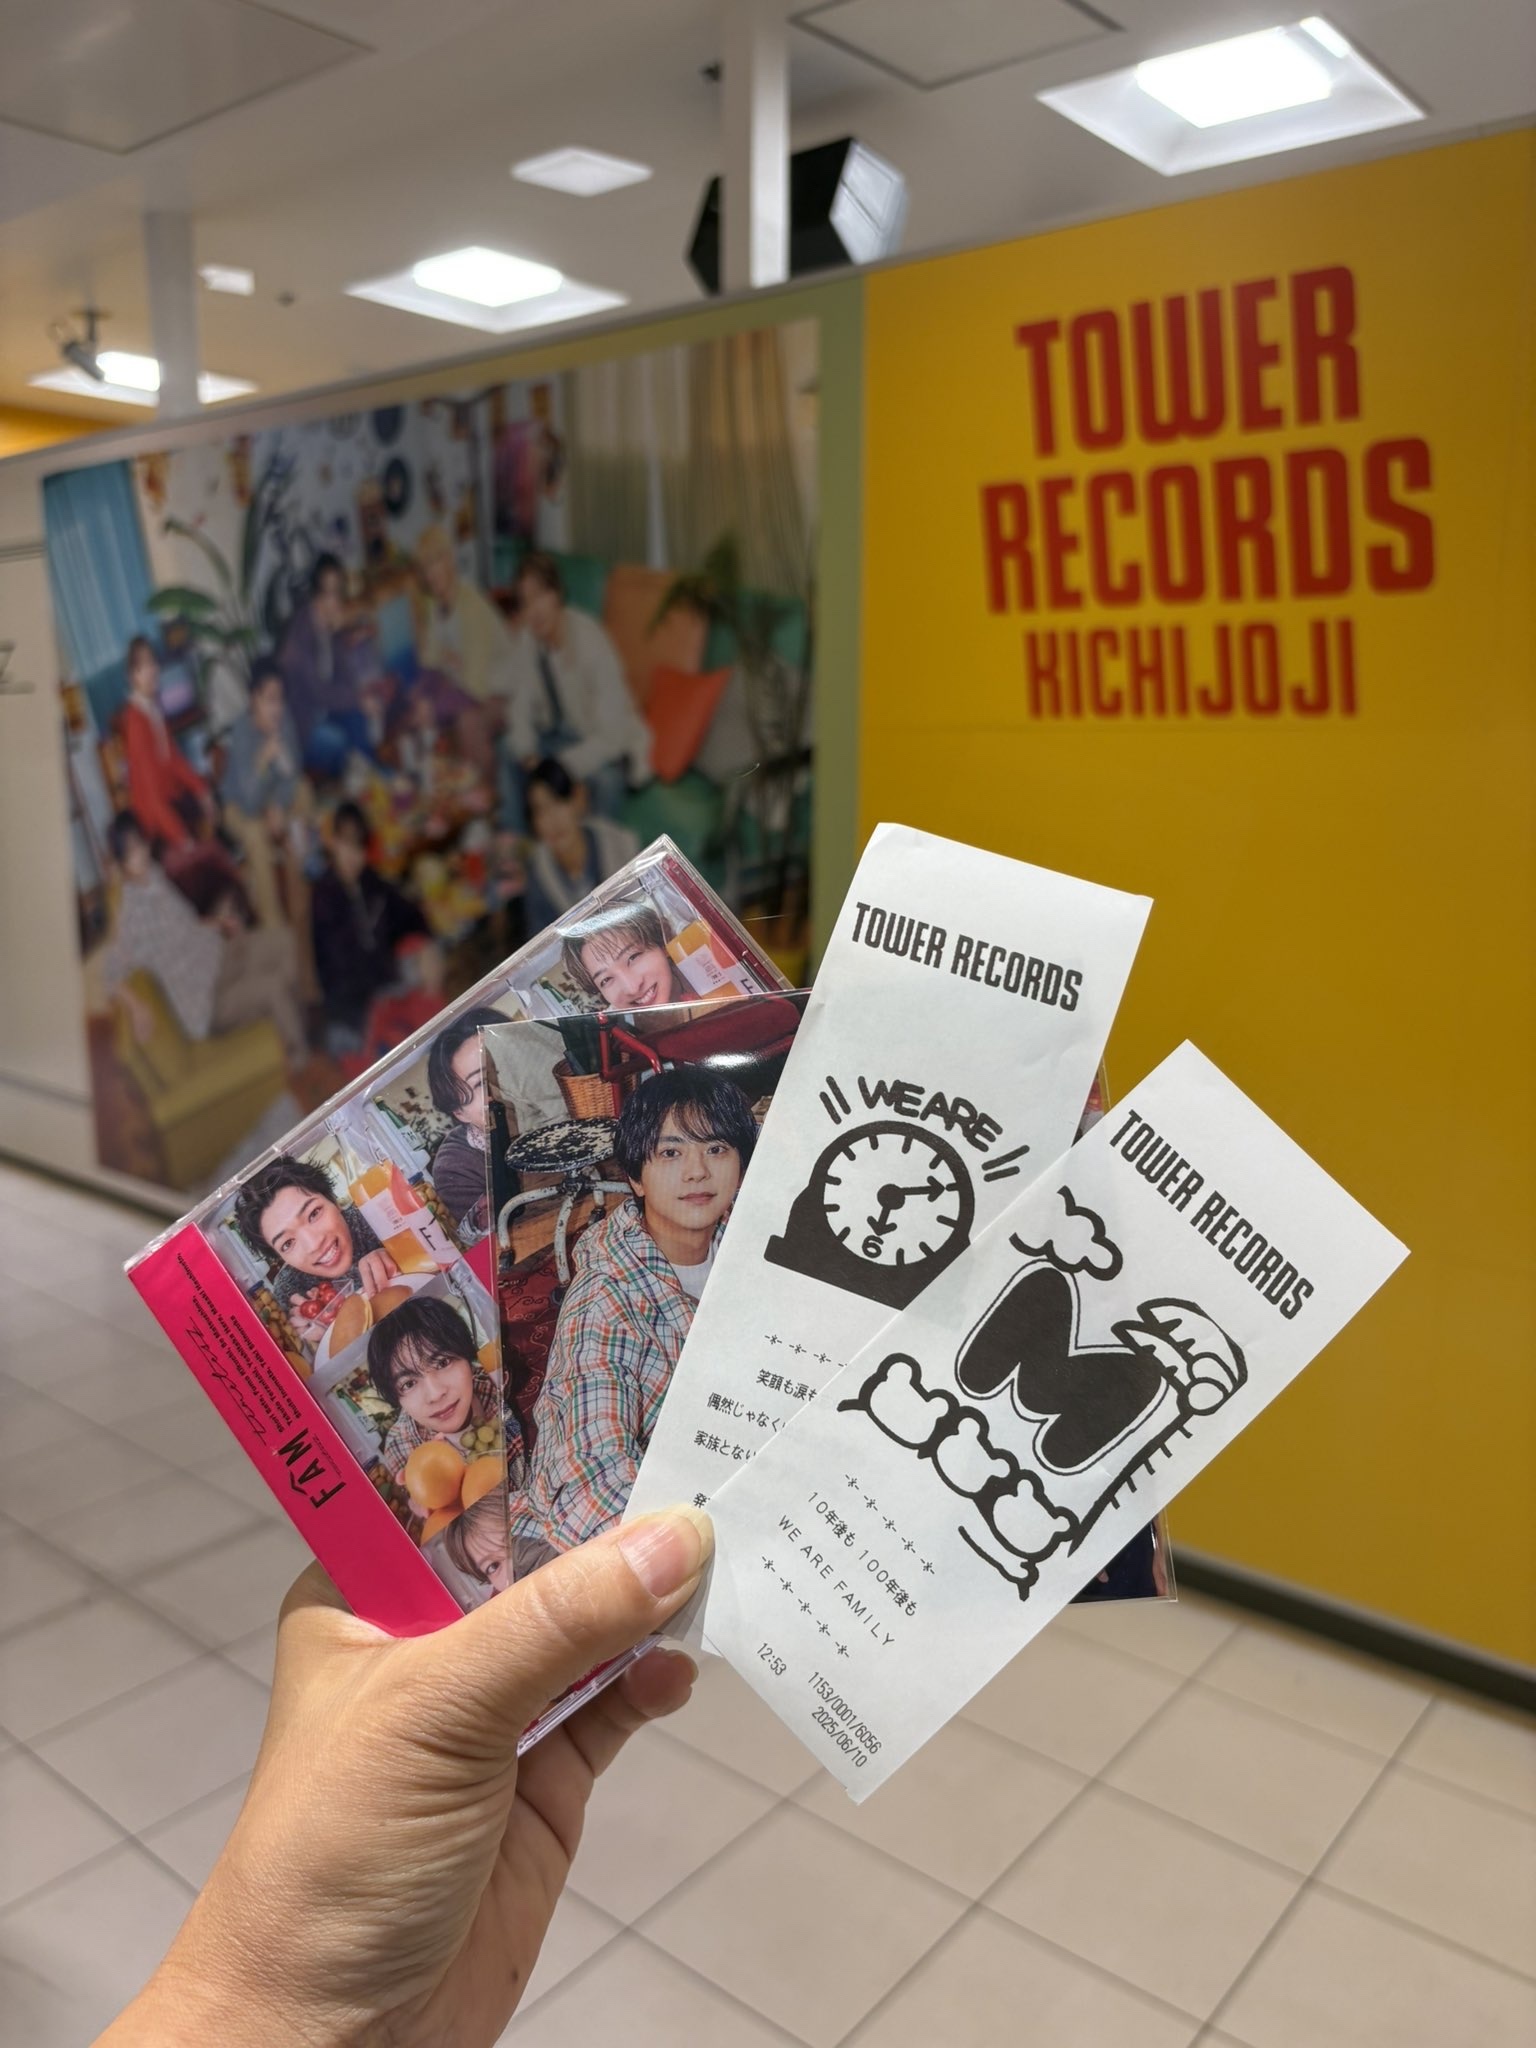 TOWER
RECORDS
KICHIJOJI
TOWER RECORDS
WE ARE
6
-*- -*- -*- -*-
笑顔も涙も
偶然じゃなく
家族とない
TOWER RECORDS
M
-*- -*- -*- -*- -*-
10年後も 100年後も
WE ARE FAMILY
-*- -*- -*- -*- -*-
1153/0001/6056
12:53
2025/06/10
FAM
timelesz